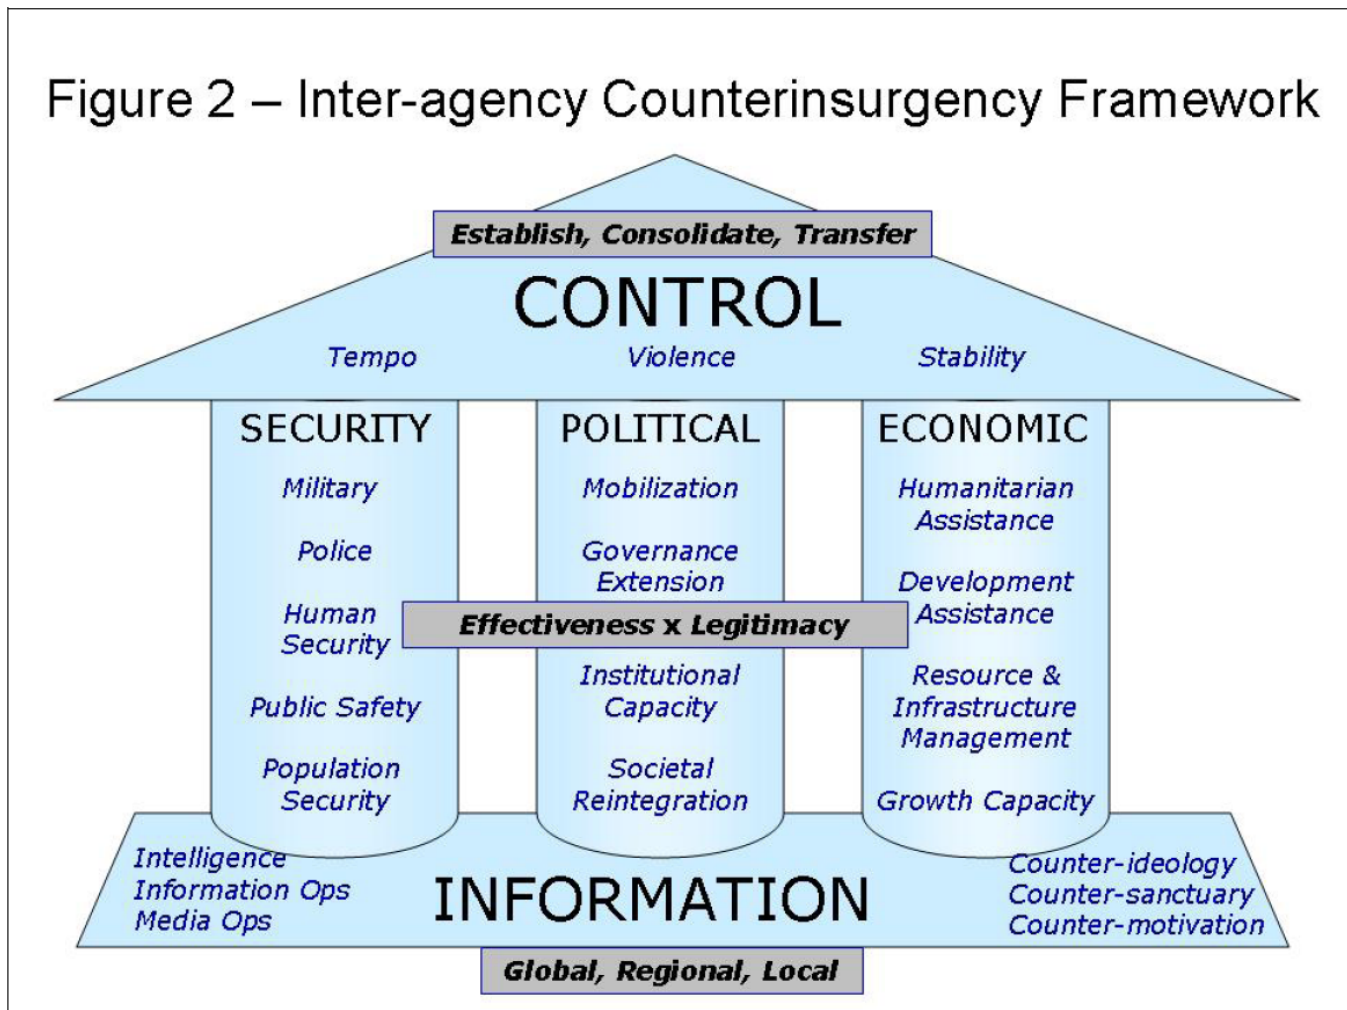 Figure 2 – Inter-agency Counterinsurgency Framework
Establish, Consolidate, Transfer
CONTROL
Tempo
Violence
Stability
SECURITY
Military
Police
Human
Security
Public Safety
Population
Security
POLITICAL
Mobilization
Governance
Extension
Institutional
Capacity
Societal
Reintegration
ECONOMIC
Humanitarian
Assistance
Development
Assistance
Resource &
Infrastructure
Management
Growth Capacity
Effectiveness x Legitimacy
Intelligence
Information Ops
Media Ops
INFORMATION
Counter-ideology
Counter-sanctuary
Counter-motivation
Global, Regional, Local